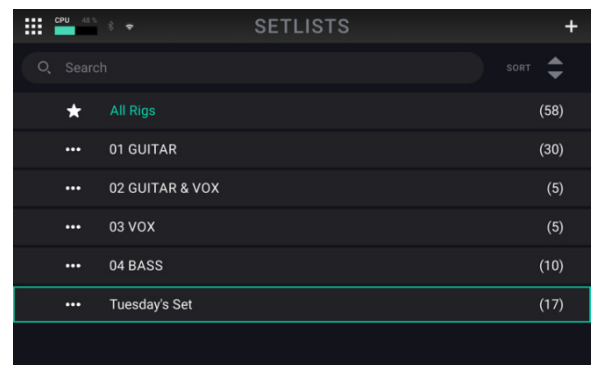 CPU 48 % SETLISTS +
Search SORT
All Rigs (58)
01 GUITAR (30)
02 GUITAR & VOX (5)
03 VOX (5)
04 BASS (10)
Tuesday's Set (17)